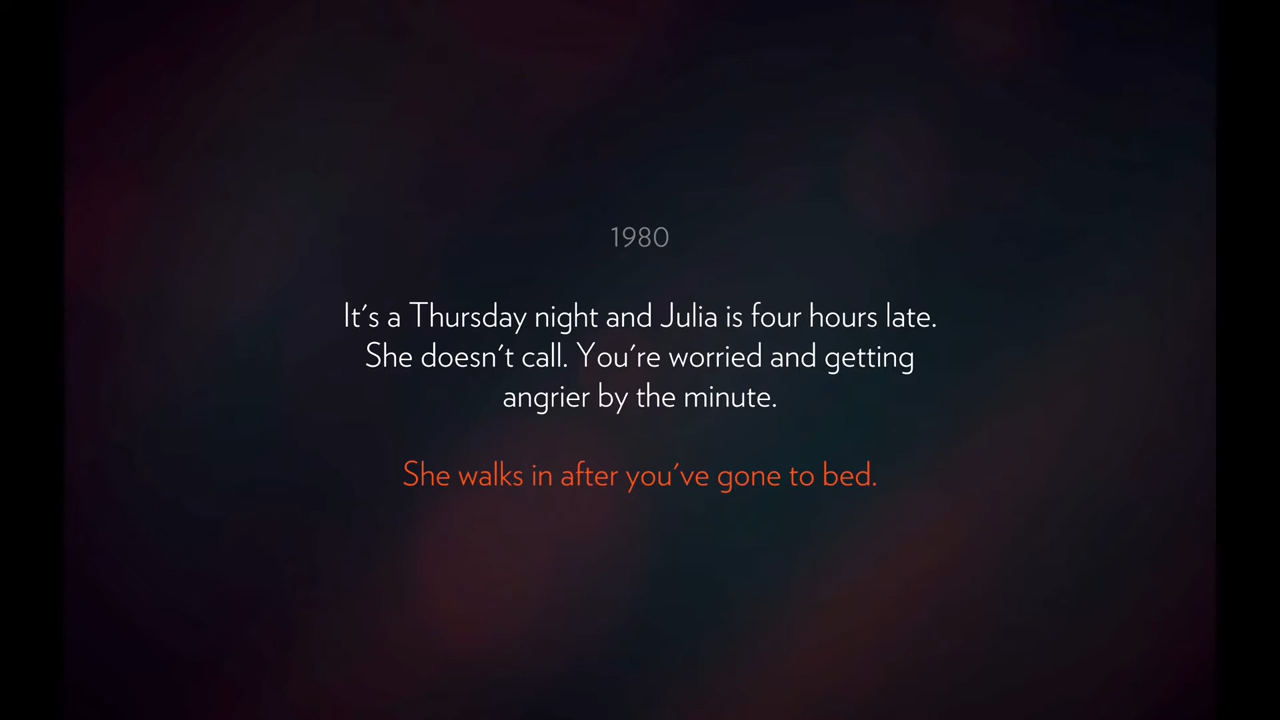 1980
It's a Thursday night and Julia is four hours late.
She doesn't call. You're worried and getting
angrier by the minute.
She walks in after you've gone to bed.